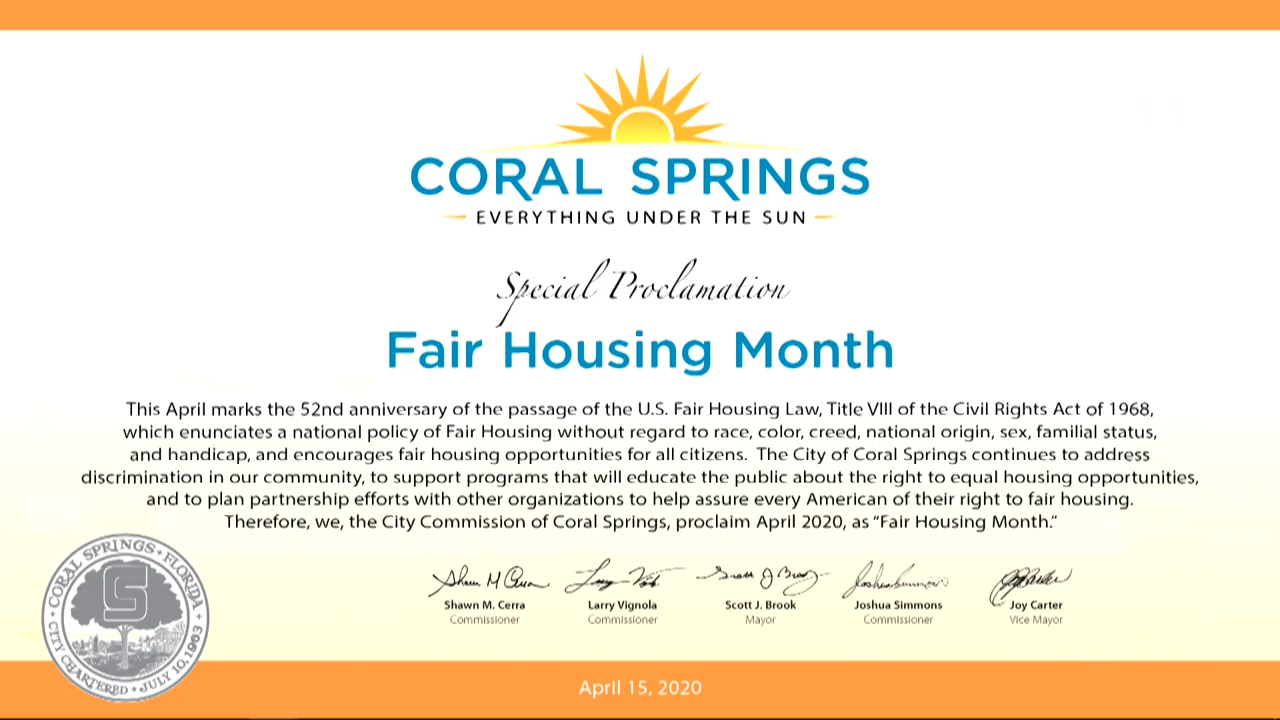 CORAL SPRINGS
EVERYTHING UNDER THE SUN
Special Proclamation
Fair Housing Month
This April marks the 52nd anniversary of the passage of the U.S. Fair Housing Law, Title VIII of the Civil Rights Act of 1968,
which enunciates a national policy of Fair Housing without regard to race, color, creed, national origin, sex, familial status,
and handicap, and encourages fair housing opportunities for all citizens. The City of Coral Springs continues to address
discrimination in our community, to support programs that will educate the public about the right to equal housing opportunities,
and to plan partnership efforts with other organizations to help assure every American of their right to fair housing.
Therefore, we, the City Commission of Coral Springs, proclaim April 2020, as “Fair Housing Month.”
Shawn M. Cerra
Commissioner
Larry Vignola
Commissioner
Scott J. Brook
Mayor
Joshua Simmons
Commissioner
Joy Carter
Vice Mayor
CORAL SPRINGS • FLORIDA
S
CITY CHARTERED • JULY 10, 1963
April 15, 2020